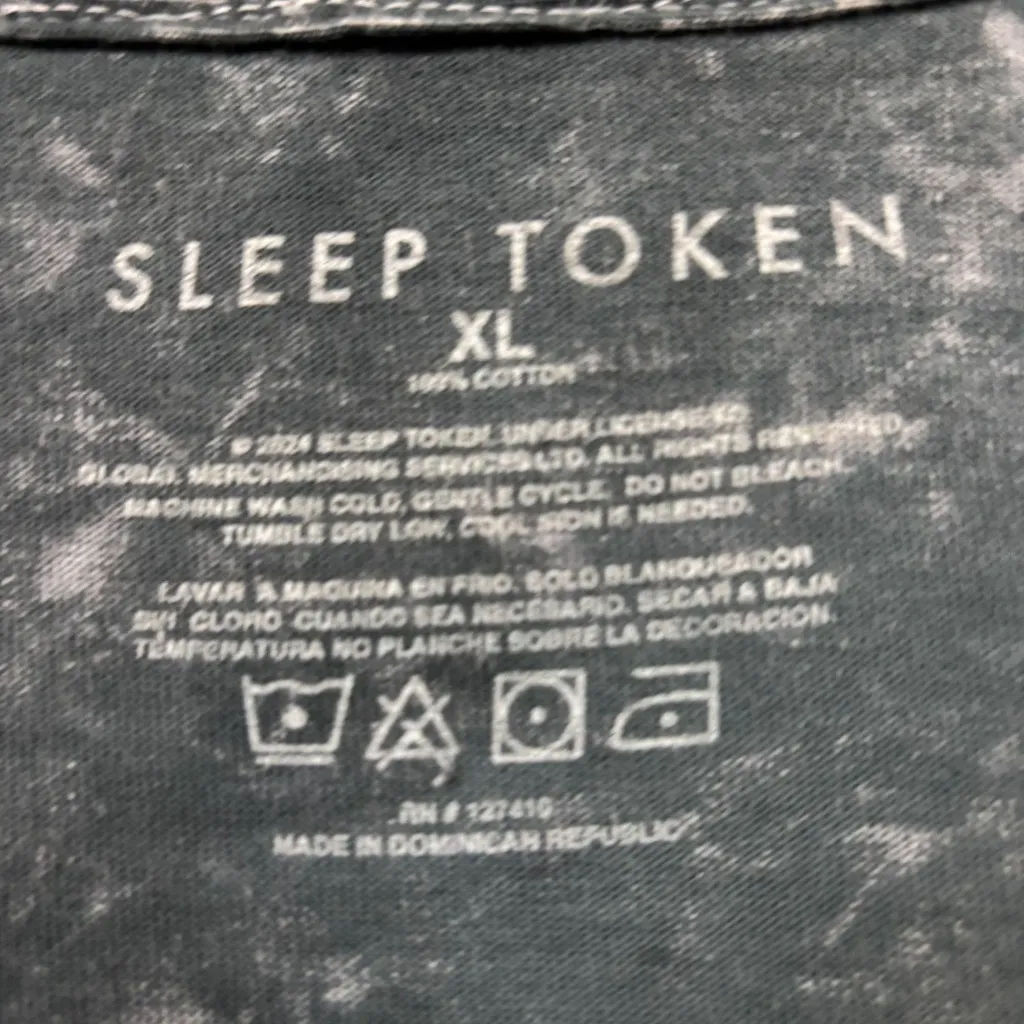 SLEEP TOKEN
XL
100% COTTON
© 2024 SLEEP TOKEN. UNDER LICENSE TO
GLOBAL MERCHANDISING SERVICES LTD. ALL RIGHTS RESERVED.
MACHINE WASH COLD, GENTLE CYCLE. DO NOT BLEACH.
TUMBLE DRY LOW, COOL IRON IF NEEDED.
LAVAR A MAQUINA EN FRIO. SOLO BLANQUEADOR
SIN CLORO CUANDO SEA NECESARIO. SECAR A BAJA
TEMPERATURA NO PLANCHE SOBRE LA DECORACION.
RN # 127410
MADE IN DOMINICAN REPUBLIC